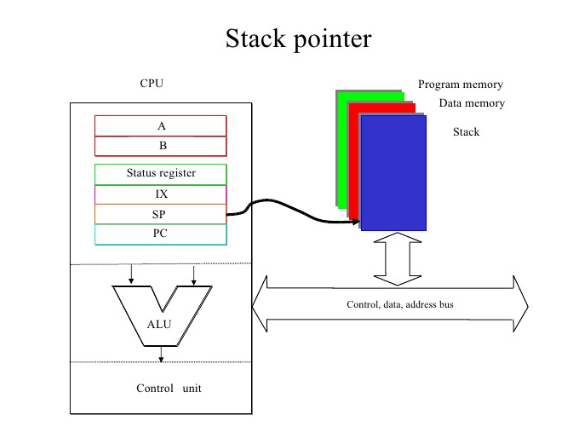 Stack pointer
CPU
Program memory
Data memory
Stack
A
B
Status register
IX
SP
PC
ALU
Control, data, address bus
Control unit